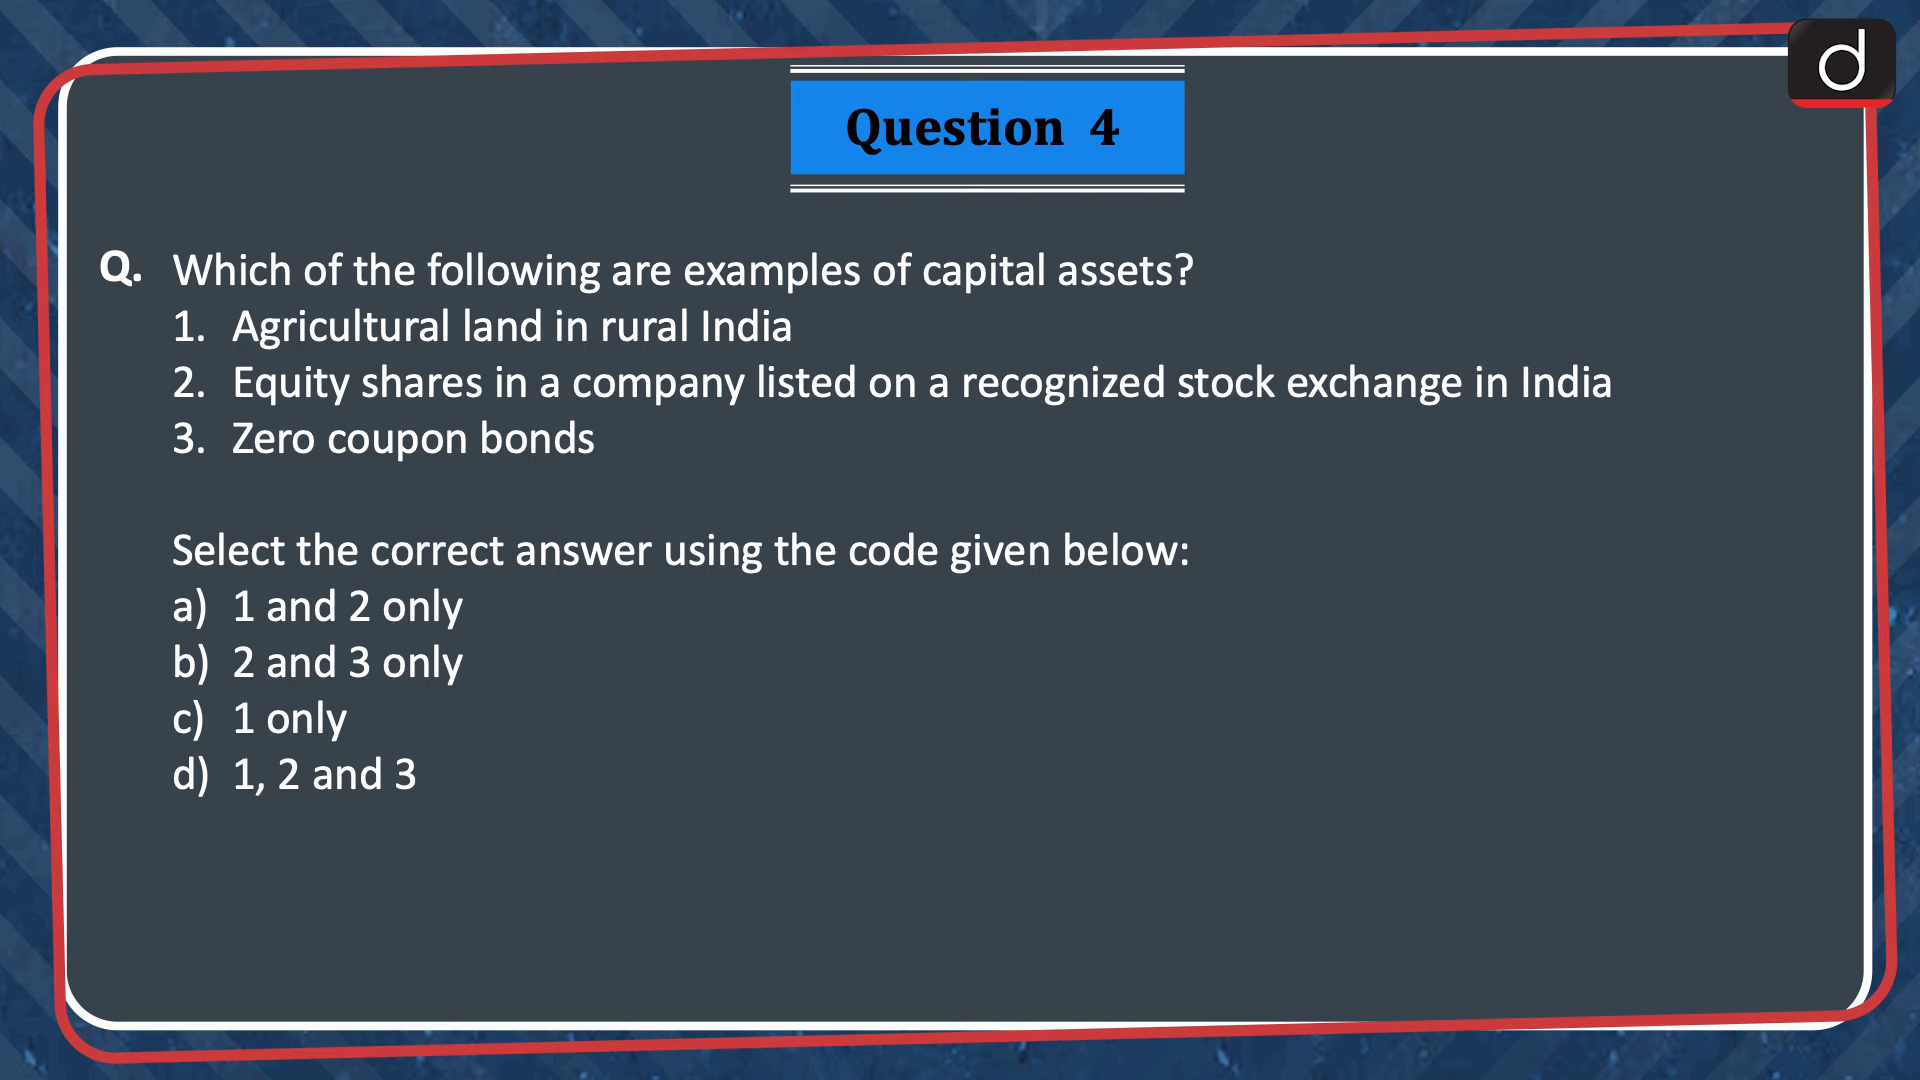 Question 4
Q. Which of the following are examples of capital assets?
1. Agricultural land in rural India
2. Equity shares in a company listed on a recognized stock exchange in India
3. Zero coupon bonds
Select the correct answer using the code given below:
a) 1 and 2 only
b) 2 and 3 only
c) 1 only
d) 1, 2 and 3
d